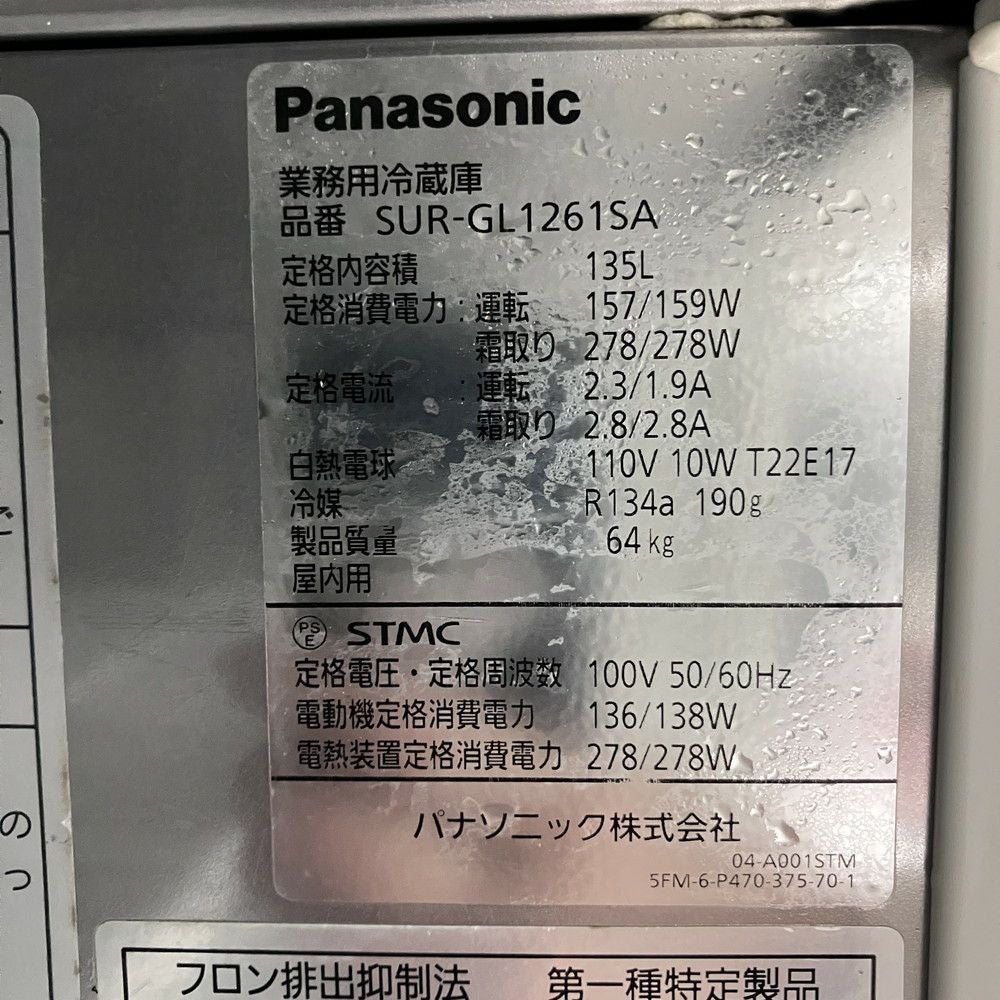 Panasonic
業務用冷蔵庫
品番 SUR-GL1261SA
定格内容積 135L
定格消費電力:運転 157/159W
霜取り 278/278W
定格電流 :運転 2.3/1.9A
霜取り 2.8/2.8A
白熱電球 110V 10W T22E17
冷媒 R134a 190g
製品質量 64kg
屋内用
PSE STMC
定格電圧・定格周波数 100V 50/60Hz
電動機定格消費電力 136/138W
電熱装置定格消費電力 278/278W
パナソニック株式会社
04-A001STM
5FM-6-P470-375-70-1
ご
の
っ
フロン排出抑制法 第一種特定製品